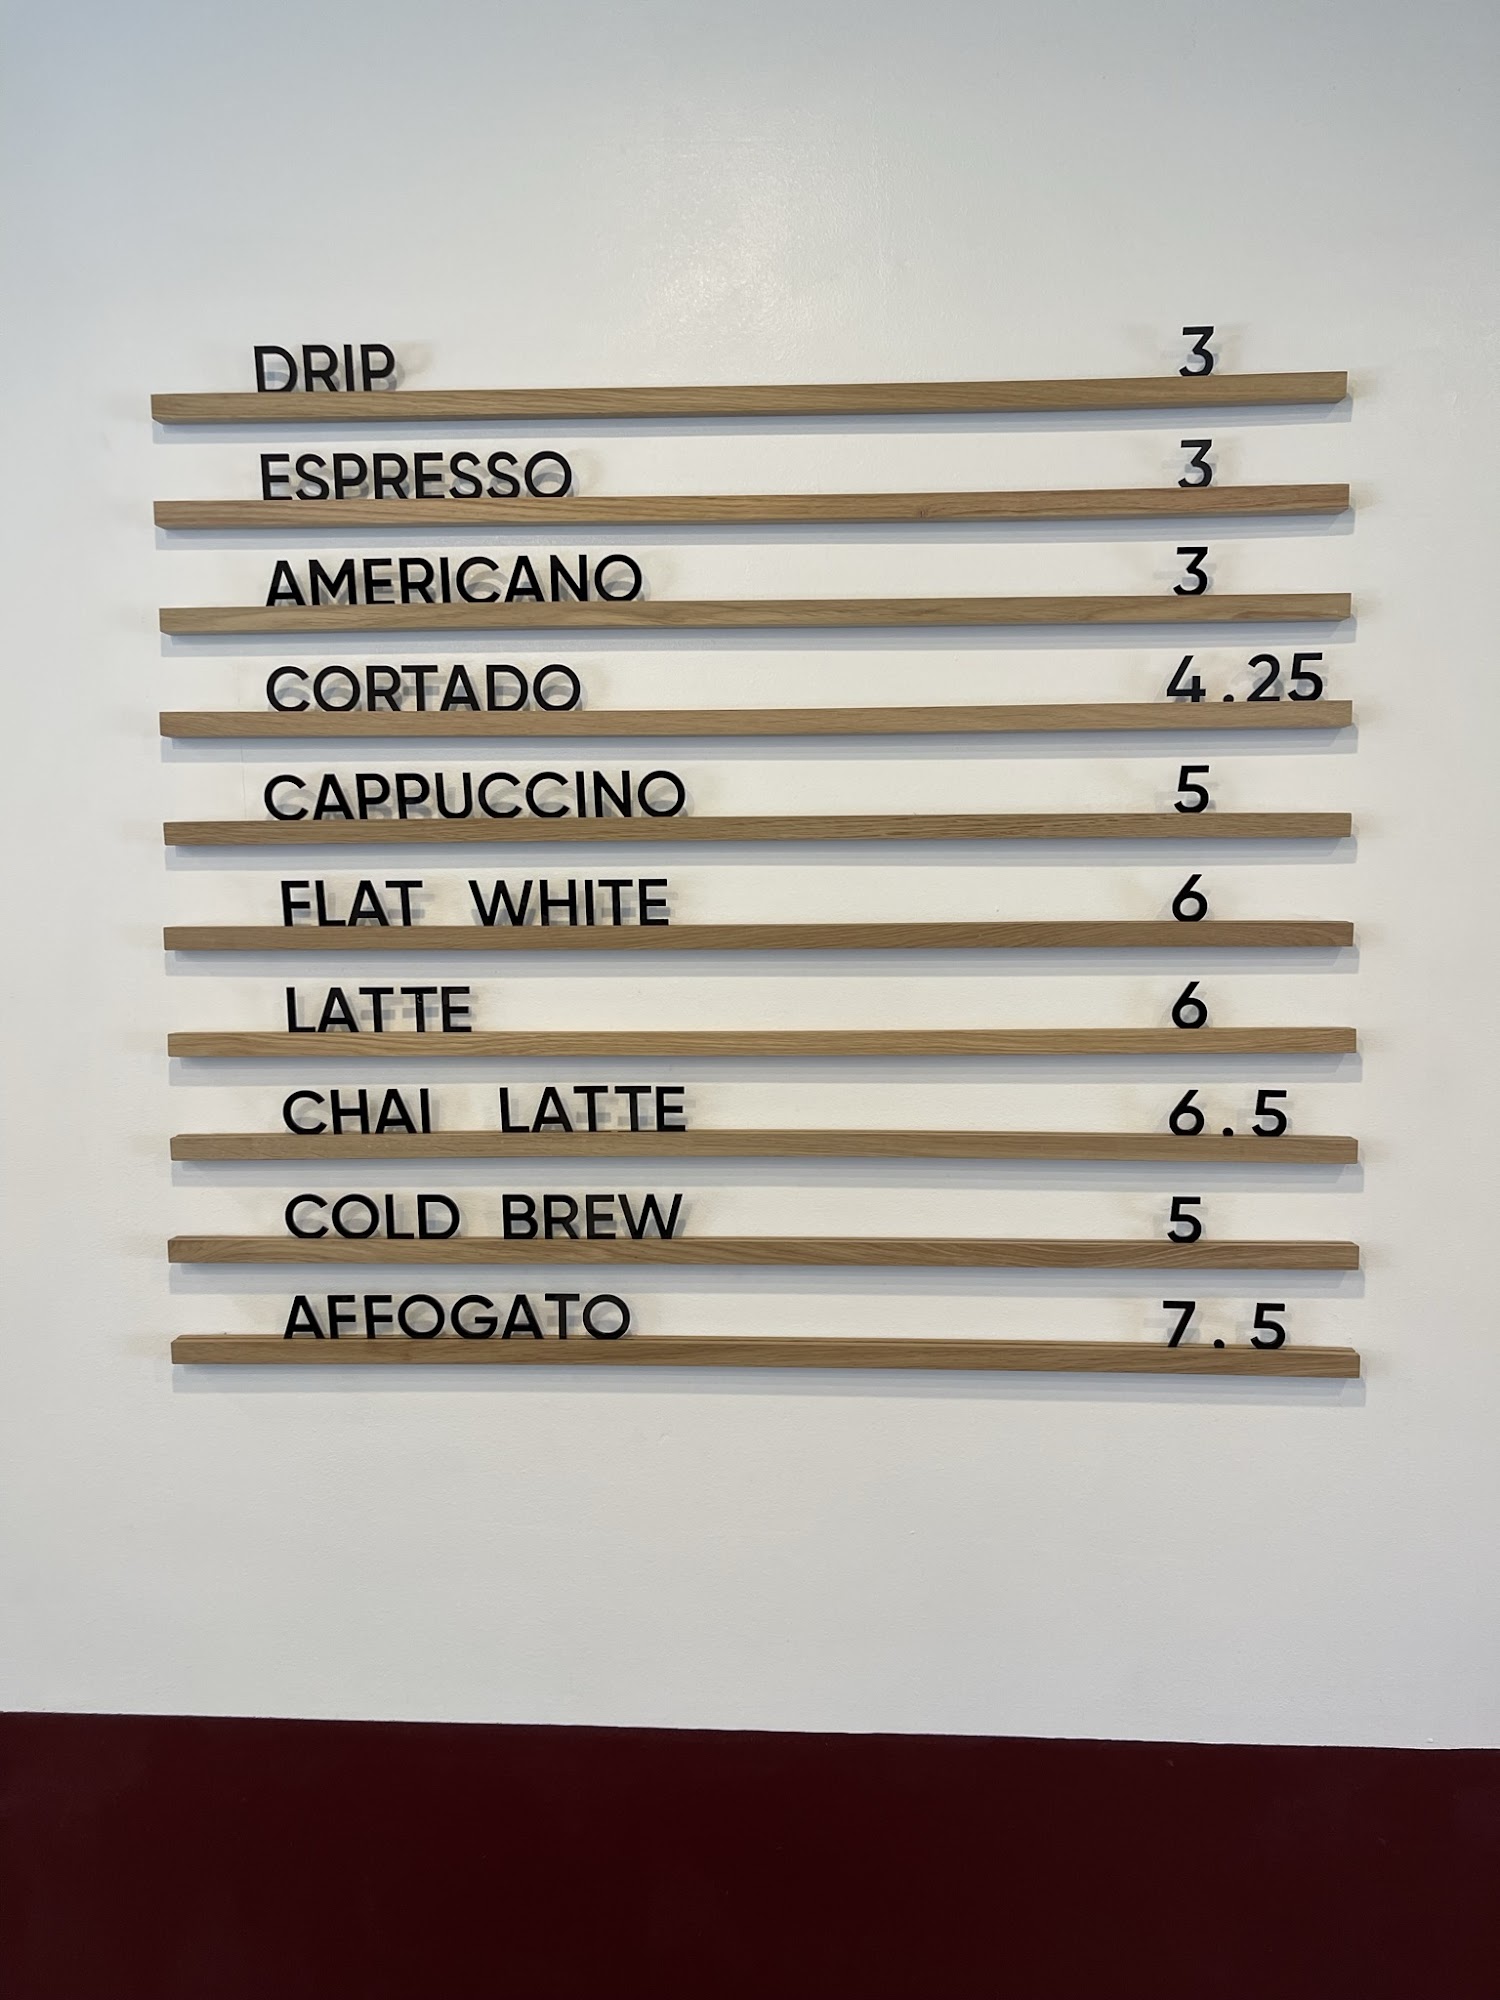 DRIP 3
ESPRESSO 3
AMERICANO 3
CORTADO 4.25
CAPPUCCINO 5
FLAT WHITE 6
LATTE 6
CHAI LATTE 6.5
COLD BREW 5
AFFOGATO 7.5